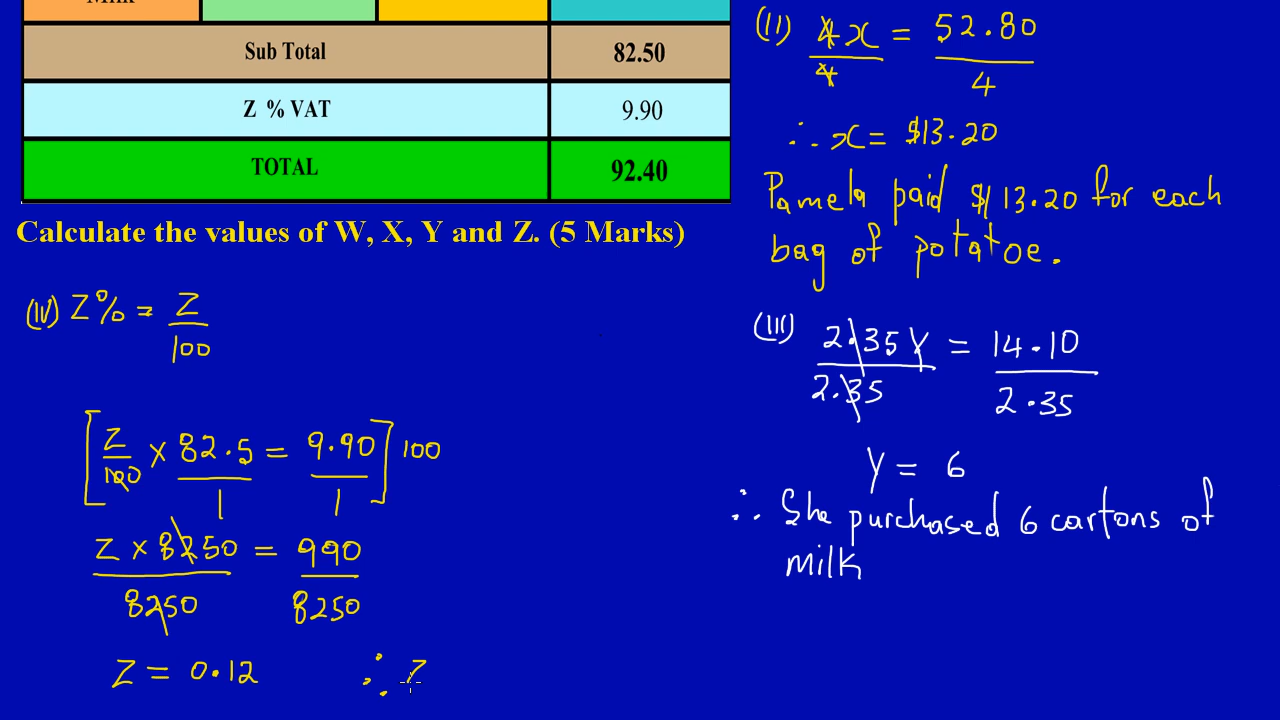 Milk
Sub Total 82.50
Z % VAT 9.90
TOTAL 92.40
Calculate the values of W, X, Y and Z. (5 Marks)
(IV) Z% = Z/100
[Z/100 × 82.5/1 = 9.90/1] 100
Z × 8250/8250 = 990/8250
Z = 0.12 ∴ Z
(II) 4x/4 = 52.80/4
∴ x = $13.20
Pamela paid $13.20 for each
bag of potatoe.
(III) 2.35Y/2.35 = 14.10/2.35
Y = 6
∴ She purchased 6 cartons of
milk